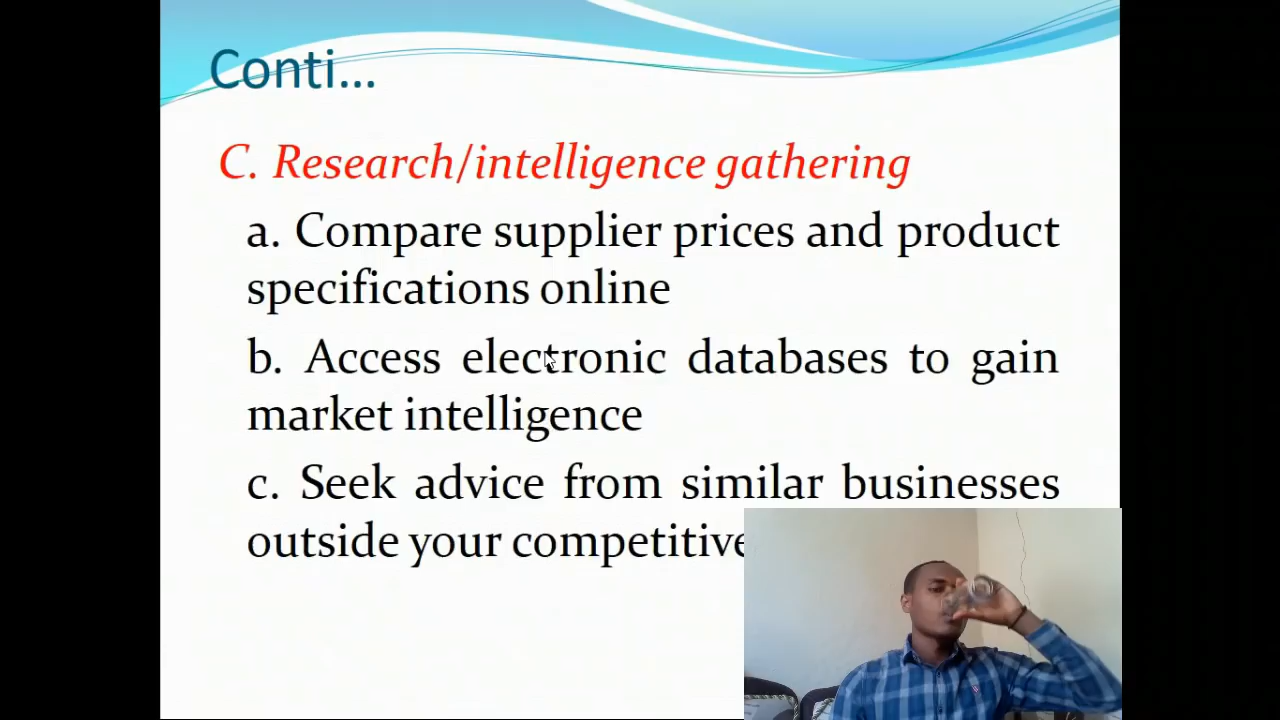 Conti...
C. Research/intelligence gathering
a. Compare supplier prices and product
specifications online
b. Access electronic databases to gain
market intelligence
c. Seek advice from similar businesses
outside your competitive